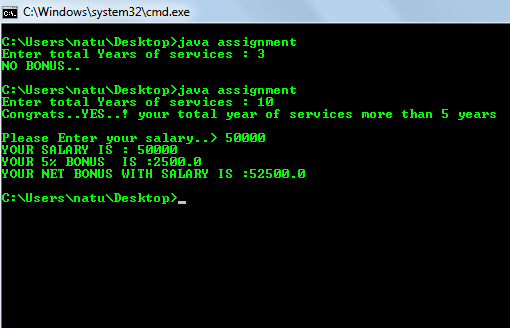 C:\Windows\system32\cmd.exe
C:\Users\natu\Desktop>java assignment
Enter total Years of services : 3
NO BONUS..
C:\Users\natu\Desktop>java assignment
Enter total Years of services : 10
Congrats..YES..! your total year of services more than 5 years
Please Enter your salary..> 50000
YOUR SALARY IS : 50000
YOUR 5% BONUS  IS :2500.0
YOUR NET BONUS WITH SALARY IS :52500.0
C:\Users\natu\Desktop>_